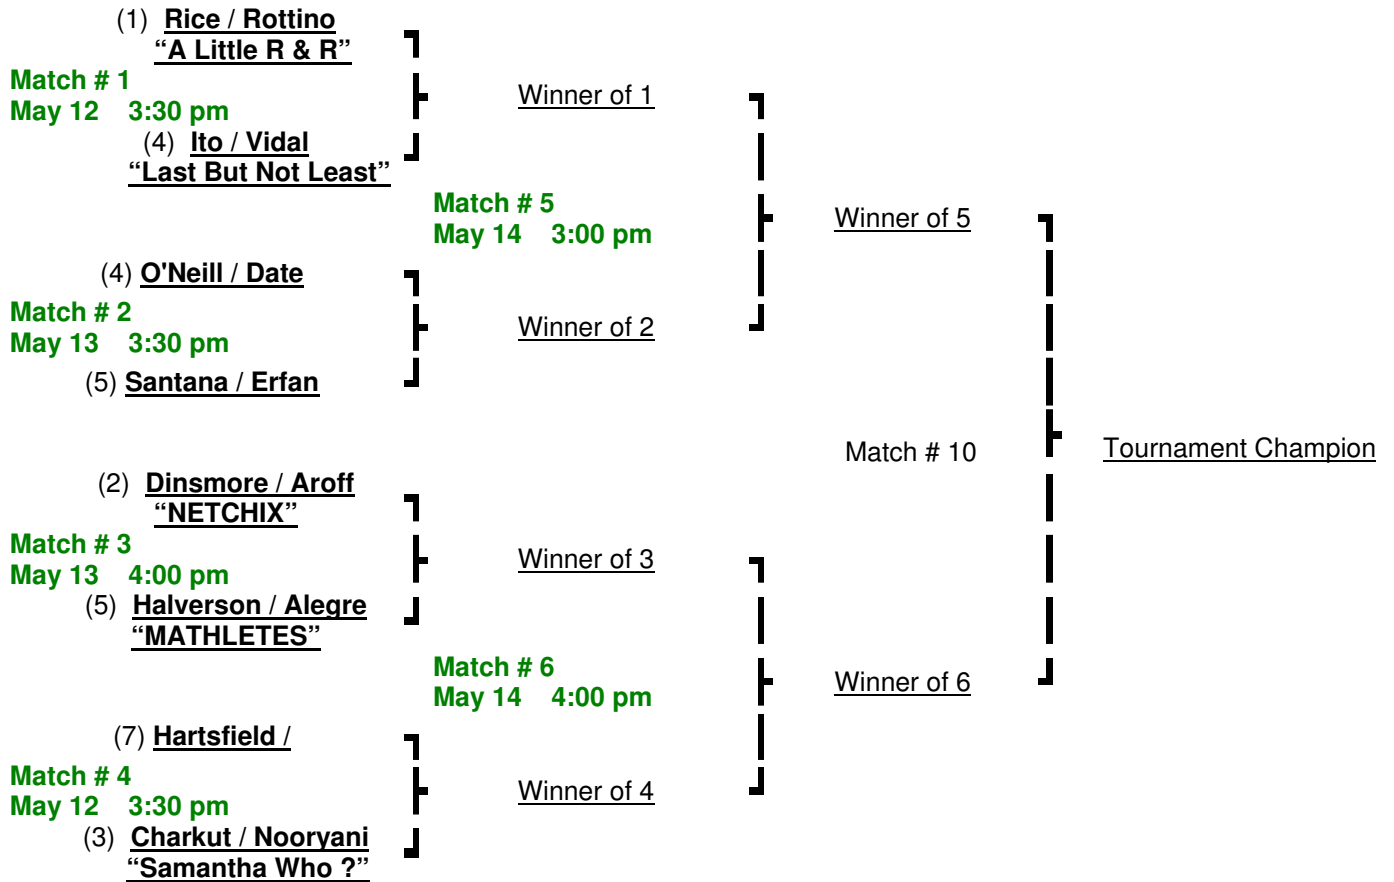 (1) Rice / Rottino
“A Little R & R”
Match # 1
May 12 3:30 pm
Winner of 1
(4) Ito / Vidal
“Last But Not Least”
Match # 5
May 14 3:00 pm
Winner of 5
(4) O'Neill / Date
Match # 2
May 13 3:30 pm
Winner of 2
(5) Santana / Erfan
Match # 10
Tournament Champion
(2) Dinsmore / Aroff
“NETCHIX”
Match # 3
May 13 4:00 pm
Winner of 3
(5) Halverson / Alegre
“MATHLETES”
Match # 6
May 14 4:00 pm
Winner of 6
(7) Hartsfield /
Match # 4
May 12 3:30 pm
Winner of 4
(3) Charkut / Nooryani
“Samantha Who ?”